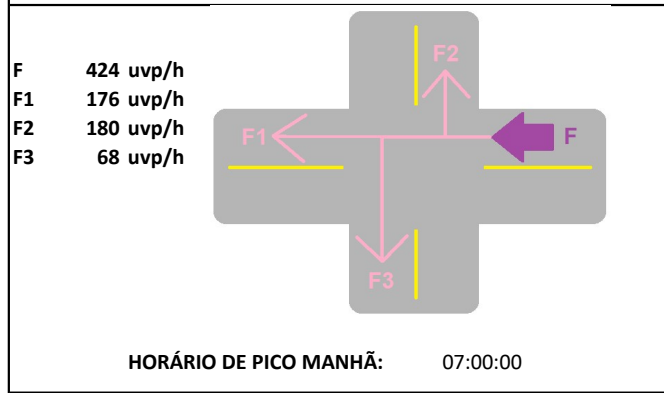 F 424 uvp/h
F1 176 uvp/h
F2 180 uvp/h
F3 68 uvp/h
F2
F1
F
F3
HORÁRIO DE PICO MANHÃ: 07:00:00